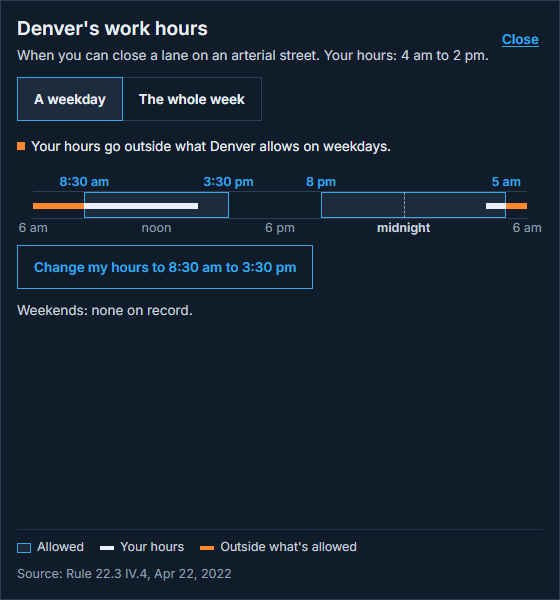 Denver's work hours
Close
When you can close a lane on an arterial street. Your hours: 4 am to 2 pm.
A weekday
The whole week
Your hours go outside what Denver allows on weekdays.
8:30 am 3:30 pm 8 pm 5 am
6 am noon 6 pm midnight 6 am
Change my hours to 8:30 am to 3:30 pm
Weekends: none on record.
Allowed Your hours Outside what's allowed
Source: Rule 22.3 IV.4, Apr 22, 2022